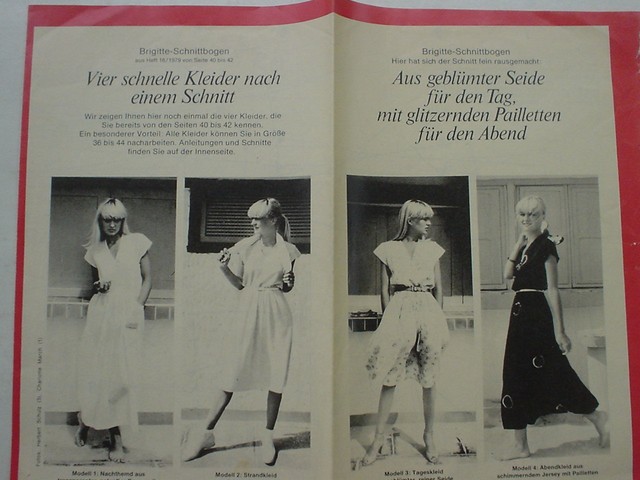 Brigitte-Schnittbogen
aus Heft 16/1979 von Seite 40 bis 42
Vier schnelle Kleider nach
einem Schnitt
Wir zeigen Ihnen hier noch einmal die vier Kleider, die
Sie bereits von den Seiten 40 bis 42 kennen.
Ein besonderer Vorteil: Alle Kleider können Sie in Größe
36 bis 44 nacharbeiten. Anleitungen und Schnitte
finden Sie auf der Innenseite.
Brigitte-Schnittbogen
Hier hat sich der Schnitt fein rausgemacht:
Aus geblümter Seide
für den Tag,
mit glitzernden Pailletten
für den Abend
Modell 1: Nachthemd aus
Modell 2: Strandkleid
Modell 3: Tageskleid
reiner Seide
Modell 4: Abendkleid aus
schimmerndem Jersey mit Pailletten